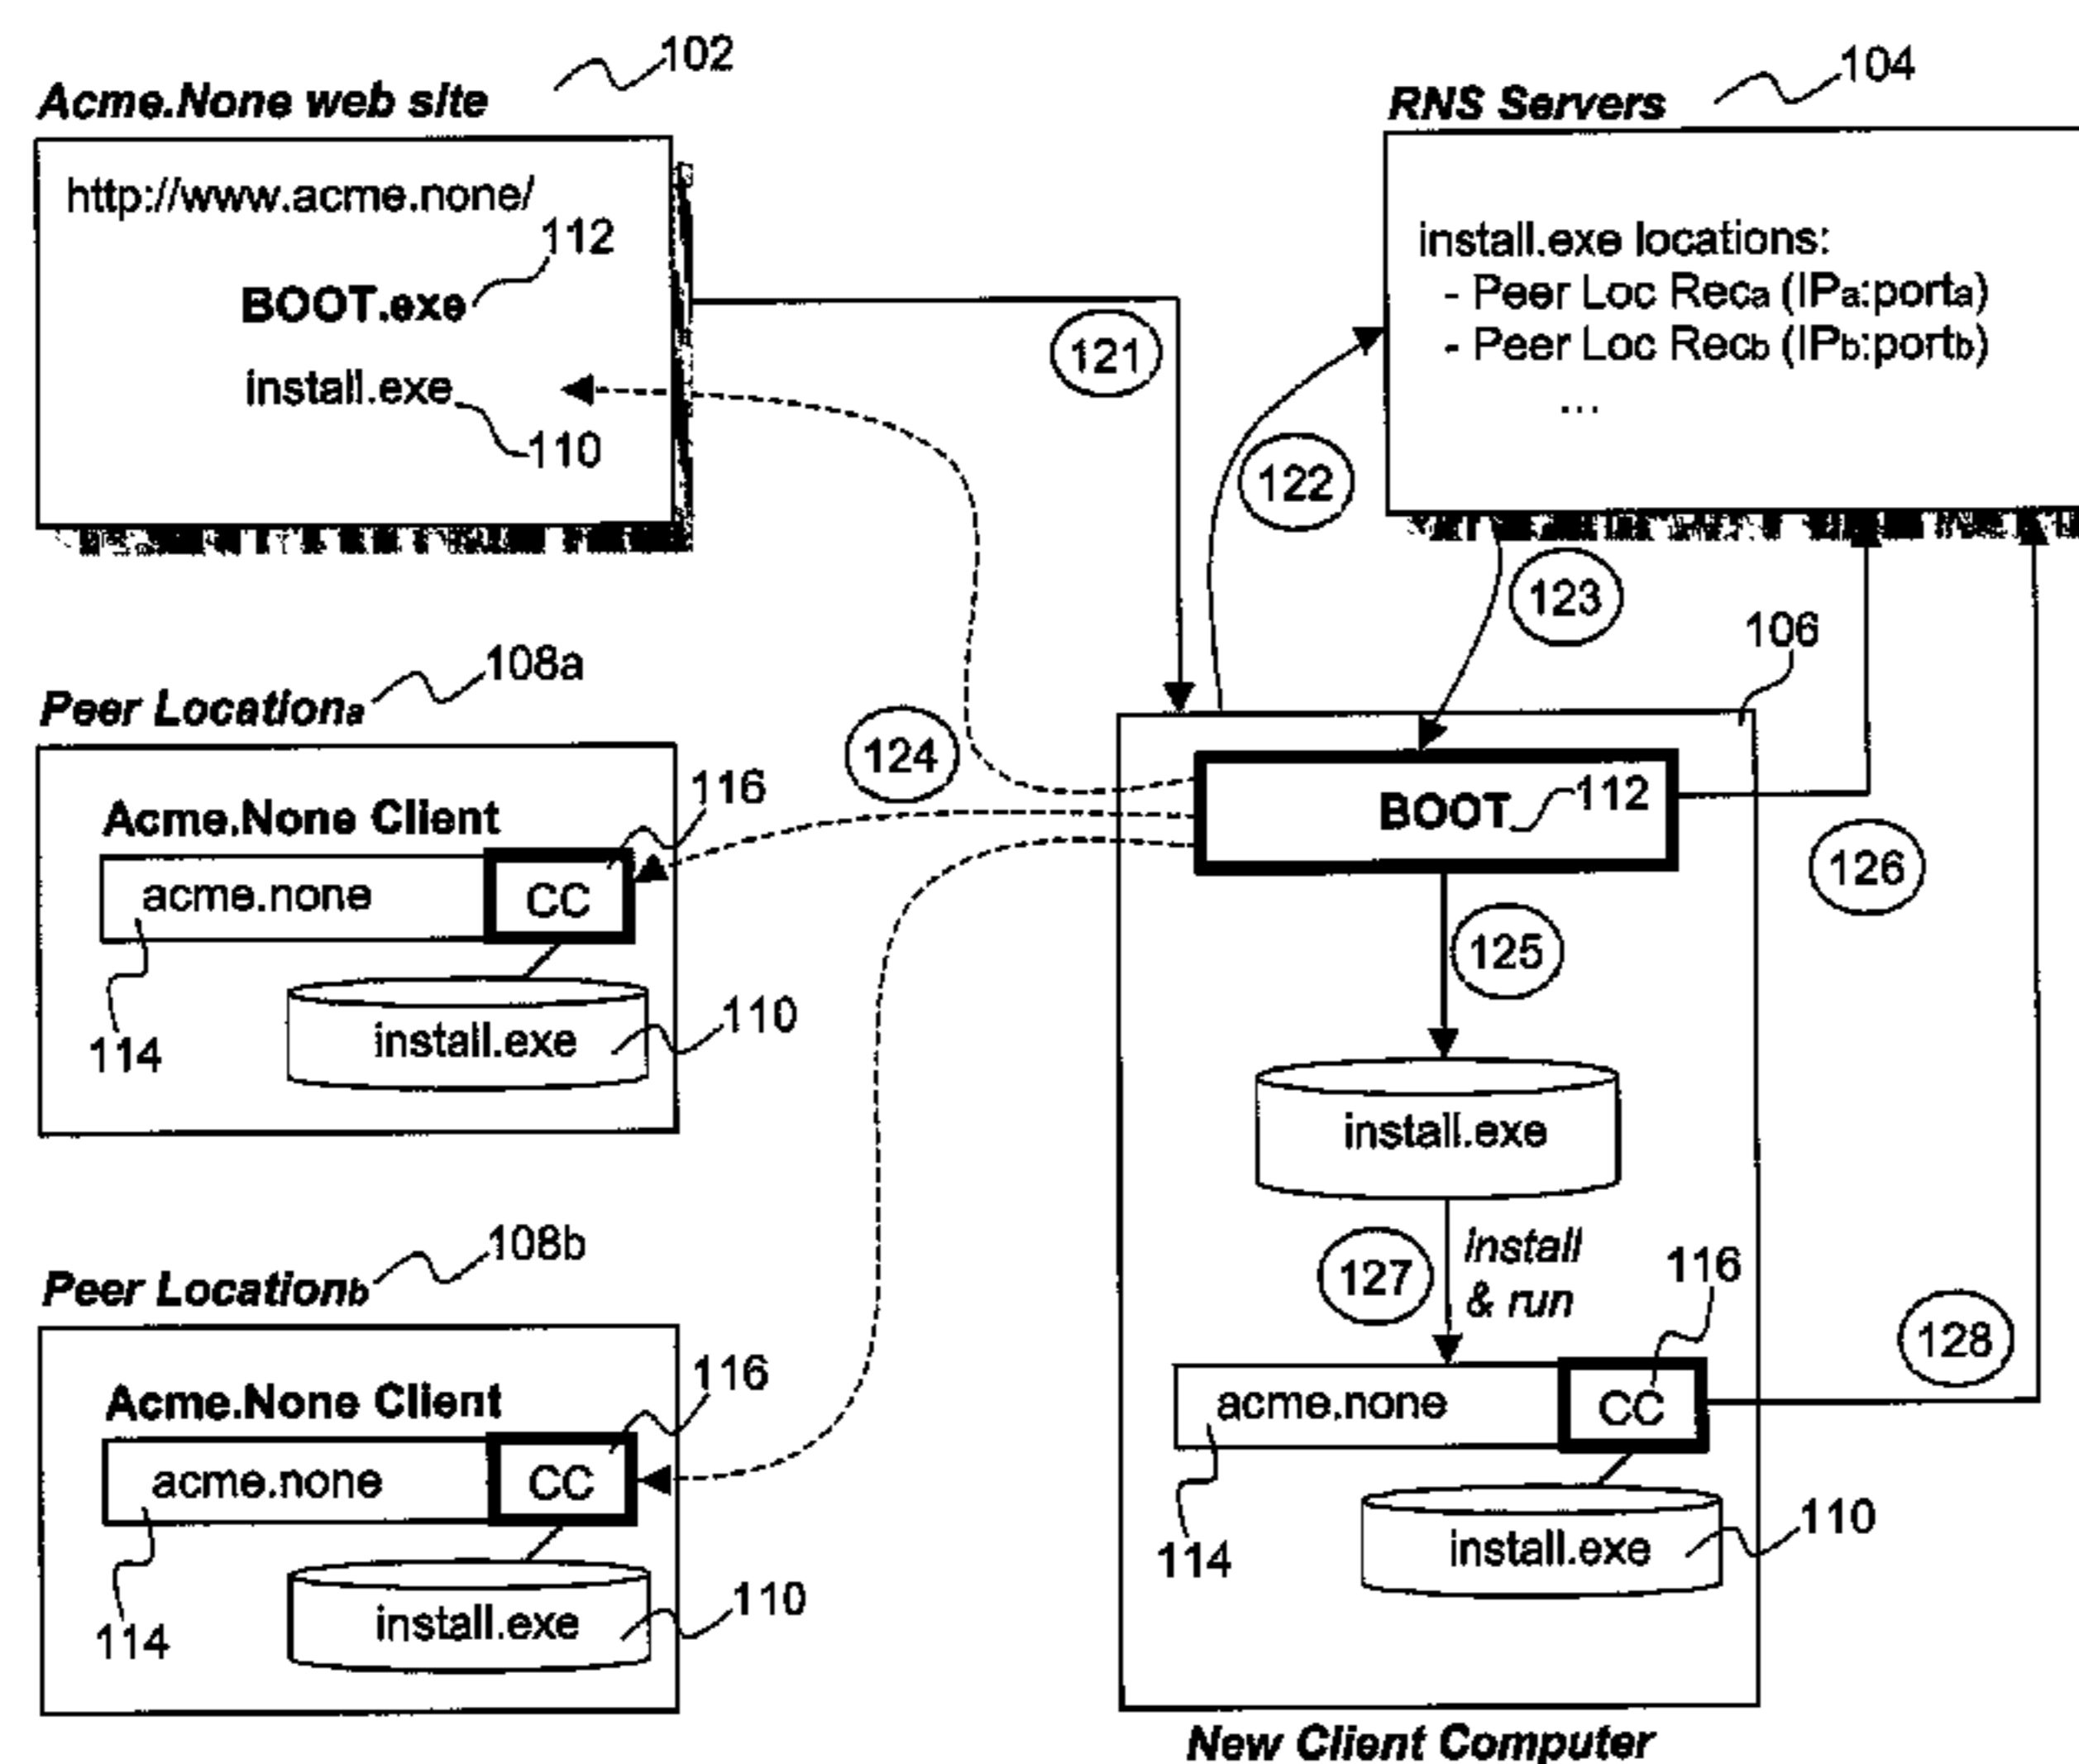 102
Acme.None web site
http://www.acme.none/
112
BOOT.exe
install.exe
110
104
RNS Servers
install.exe locations:
- Peer Loc Reca (IPa:porta)
- Peer Loc Recb (IPb:portb)
...
121
122
123
106
108a
Peer Locationa
Acme.None Client
116
acme.none
CC
114
install.exe
110
124
BOOT
112
126
125
install.exe
127
install
& run
116
128
acme.none
CC
114
install.exe
110
New Client Computer
108b
Peer Locationb
Acme.None Client
116
acme.none
CC
114
install.exe
110